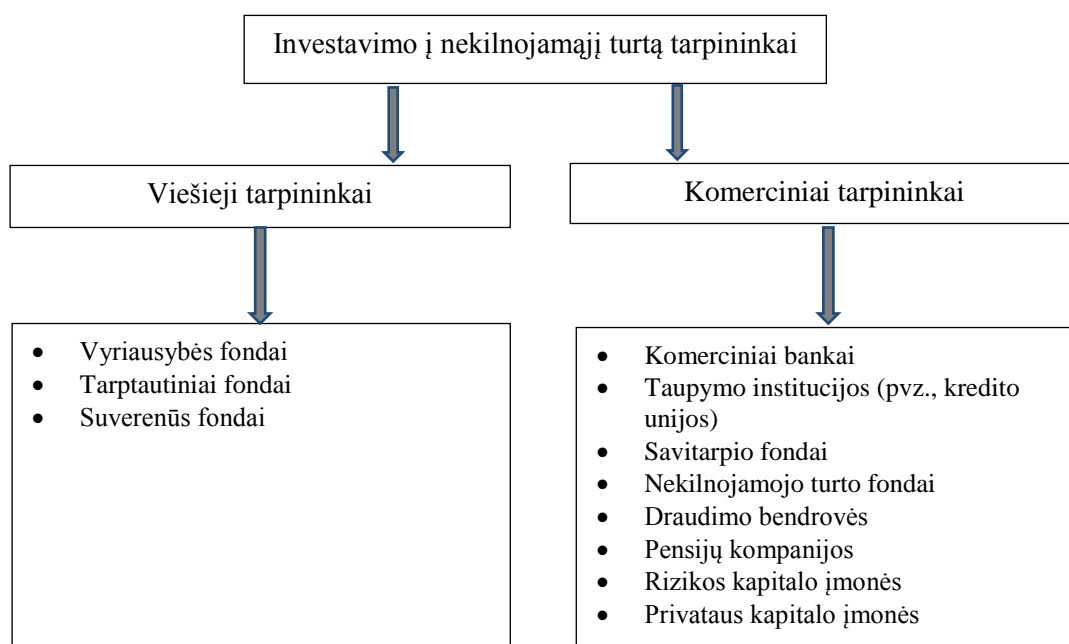 Investavimo į nekilnojamąjį turtą tarpininkai
Viešieji tarpininkai
Komerciniai tarpininkai
• Vyriausybės fondai
• Tarptautiniai fondai
• Suverenūs fondai
• Komerciniai bankai
• Taupymo institucijos (pvz., kredito
unijos)
• Savitarpio fondai
• Nekilnojamojo turto fondai
• Draudimo bendrovės
• Pensijų kompanijos
• Rizikos kapitalo įmonės
• Privataus kapitalo įmonės